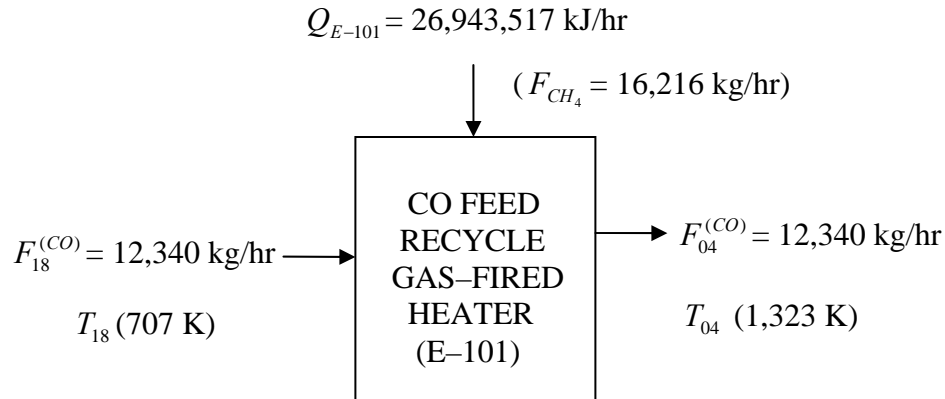 Q_{E–101} = 26,943,517 kJ/hr
( F_{CH_4} = 16,216 kg/hr)
CO FEED
RECYCLE
GAS–FIRED
HEATER
(E–101)
F_{18}^{(CO)} = 12,340 kg/hr
T_{18} (707 K)
F_{04}^{(CO)} = 12,340 kg/hr
T_{04} (1,323 K)